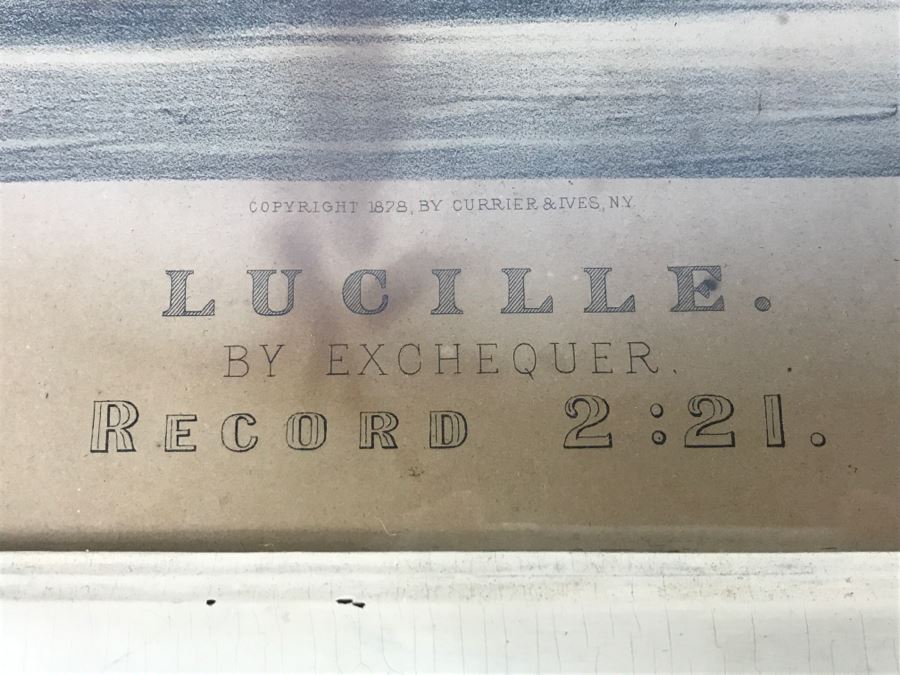 COPYRIGHT 1878, BY CURRIER & IVES, N.Y.
LUCILLE.
BY EXCHEQUER.
RECORD 2:21.